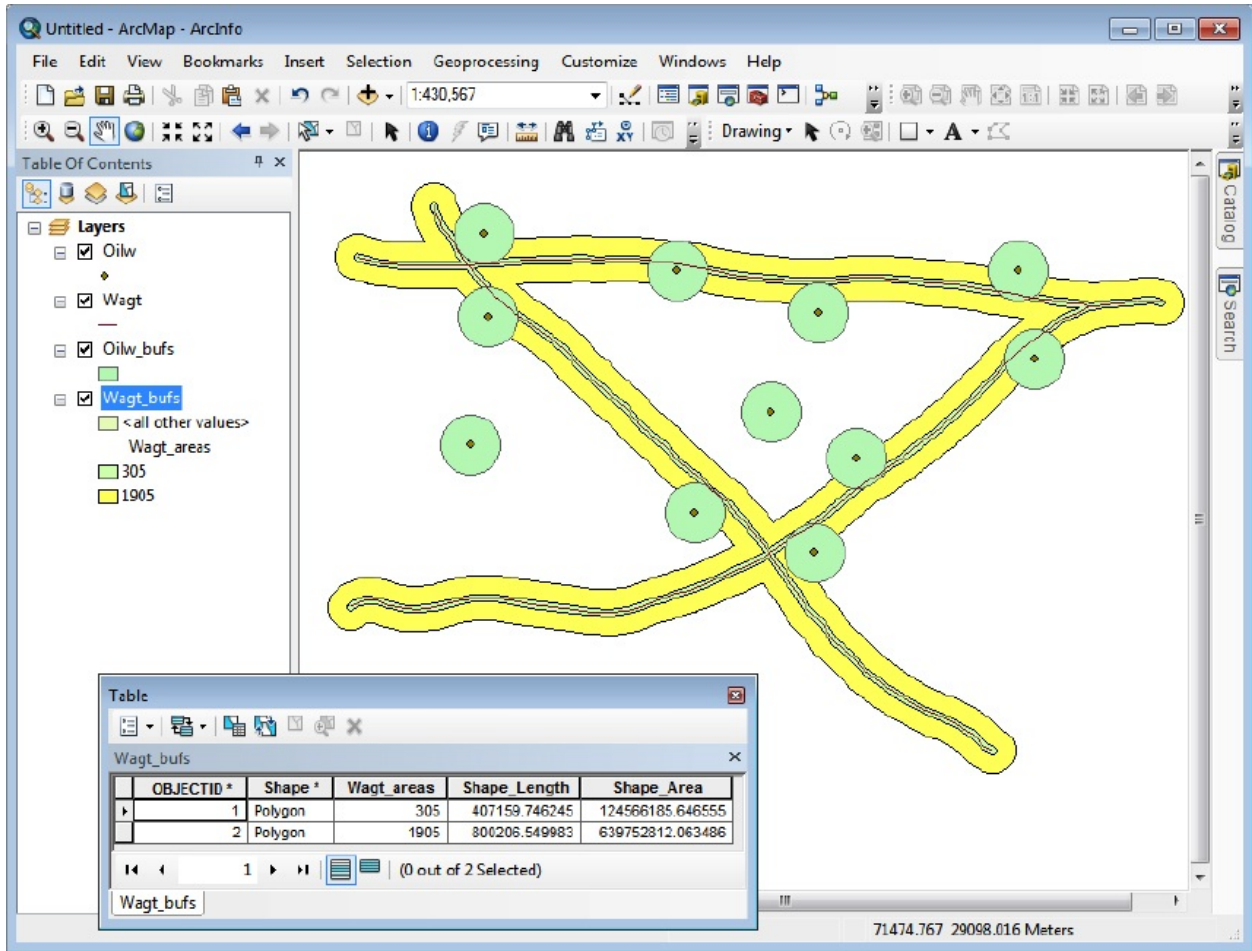 Untitled - ArcMap - ArcInfo
File Edit View Bookmarks Insert Selection Geoprocessing Customize Windows Help
1:430,567
Drawing
Table Of Contents
Layers
Oilw
Wagt
Oilw_bufs
Wagt_bufs
<all other values>
Wagt_areas
305
1905
Catalog
Search
Table
Wagt_bufs
OBJECTID * Shape * Wagt_areas Shape_Length Shape_Area
1 Polygon 305 407159.746245 124566185.646555
2 Polygon 1905 800206.549983 639752812.063486
1 (0 out of 2 Selected)
Wagt_bufs
71474.767 29098.016 Meters